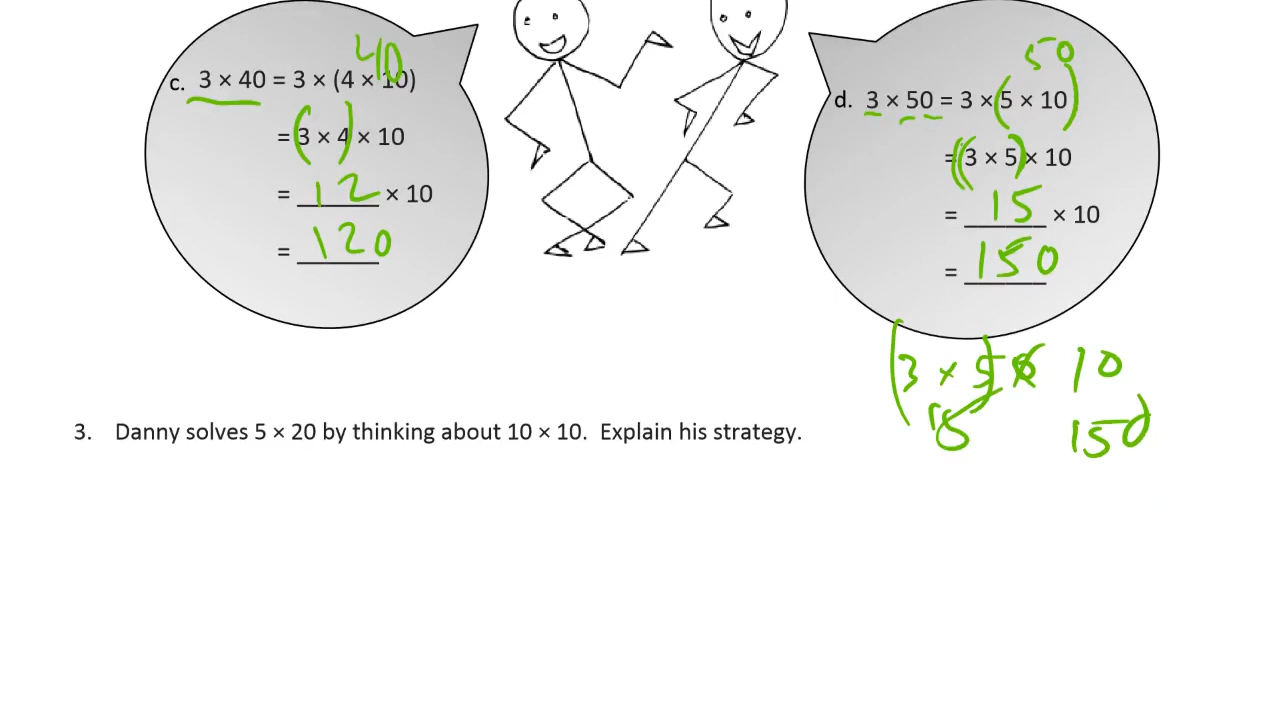 40
c. 3 × 40 = 3 × (4 × 10)
= (3 × 4) × 10
= 12 × 10
= 120
50
d. 3 × 50 = 3 × (5 × 10)
= ((3 × 5) × 10
= 15 × 10
= 150
(3 × 5) × 10
15 150
3. Danny solves 5 × 20 by thinking about 10 × 10. Explain his strategy.